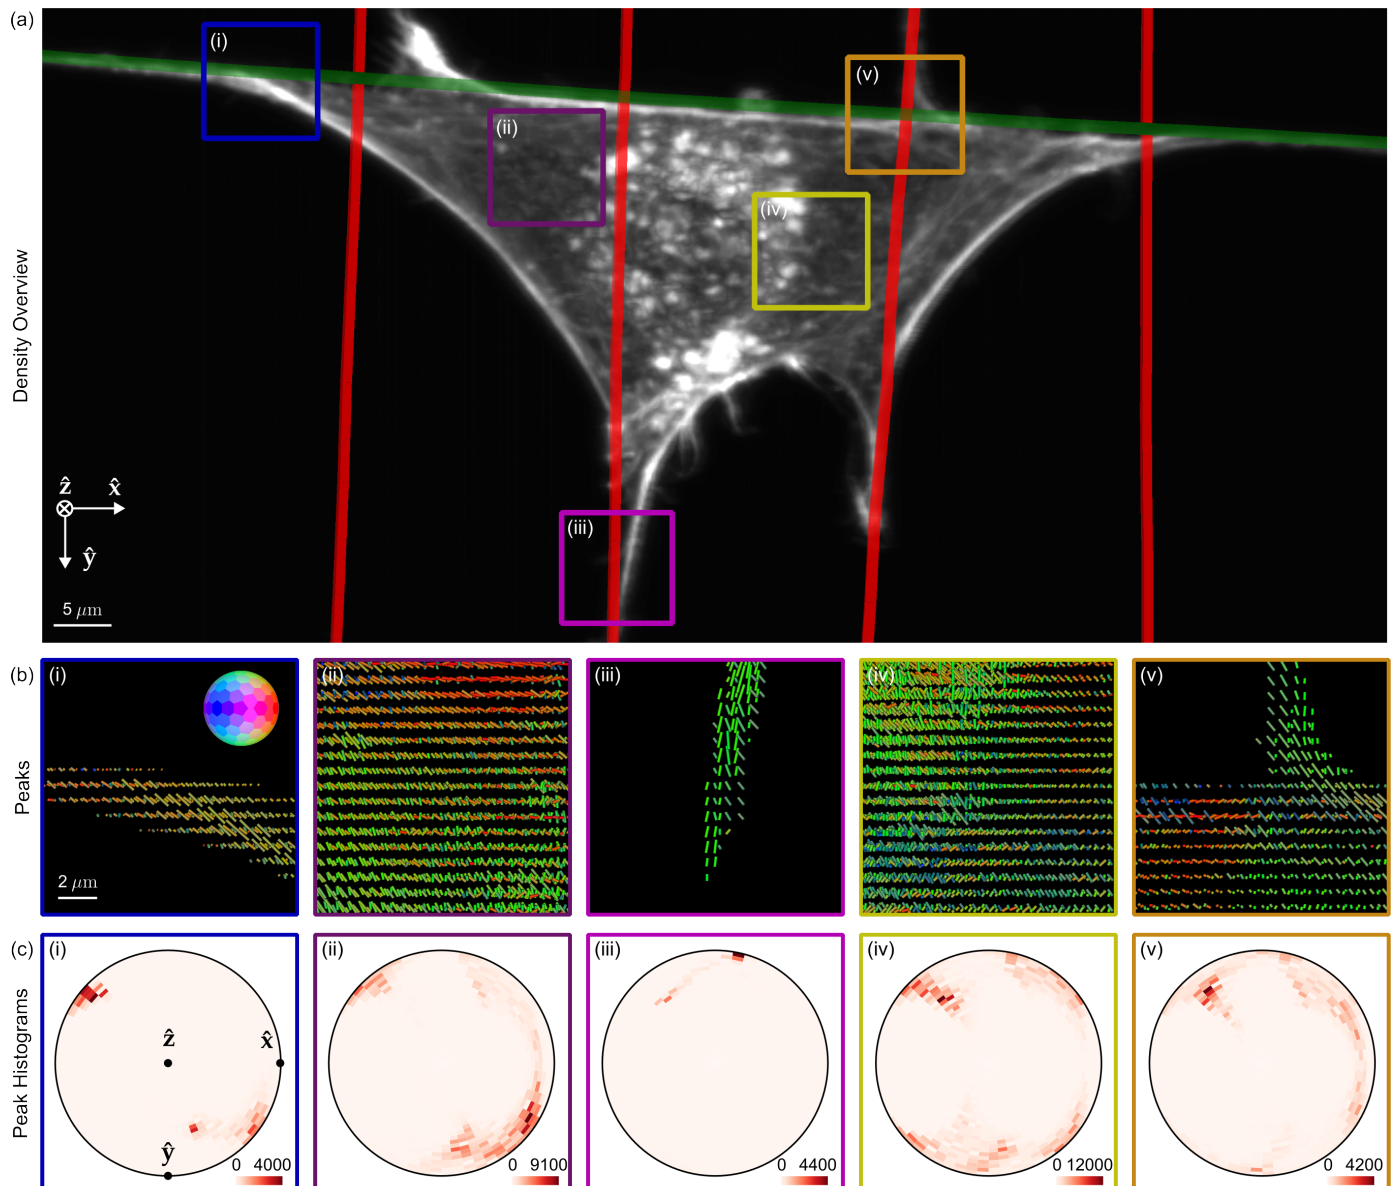 (a)
(i)
(ii)
(v)
(iv)
(iii)
Density Overview
ẑ x̂
ŷ
5 μm
(b) (i) (ii) (iii) (iv) (v)
Peaks
2 μm
(c) (i) (ii) (iii) (iv) (v)
Peak Histograms
ẑ x̂
ŷ
0 4000 0 9100 0 4400 0 12000 0 4200